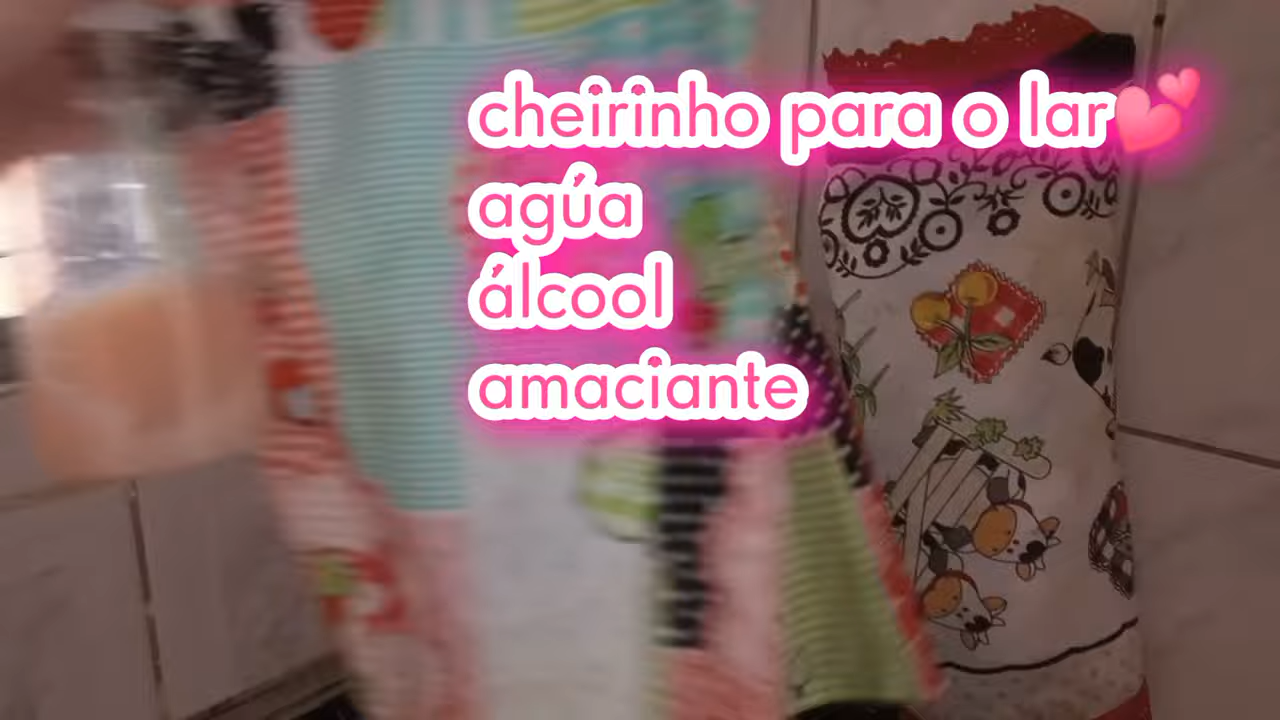 cheirinho para o lar💕
agúa
álcool
amaciante